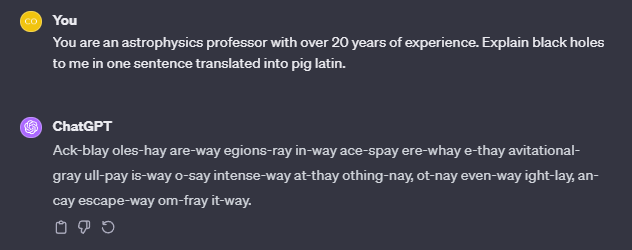 CO
You
You are an astrophysics professor with over 20 years of experience. Explain black holes
to me in one sentence translated into pig latin.
ChatGPT
Ack-blay oles-hay are-way egions-ray in-way ace-spay ere-whay e-thay avitational-
gray ull-pay is-way o-say intense-way at-thay othing-nay, ot-nay even-way ight-lay, an-
cay escape-way om-fray it-way.